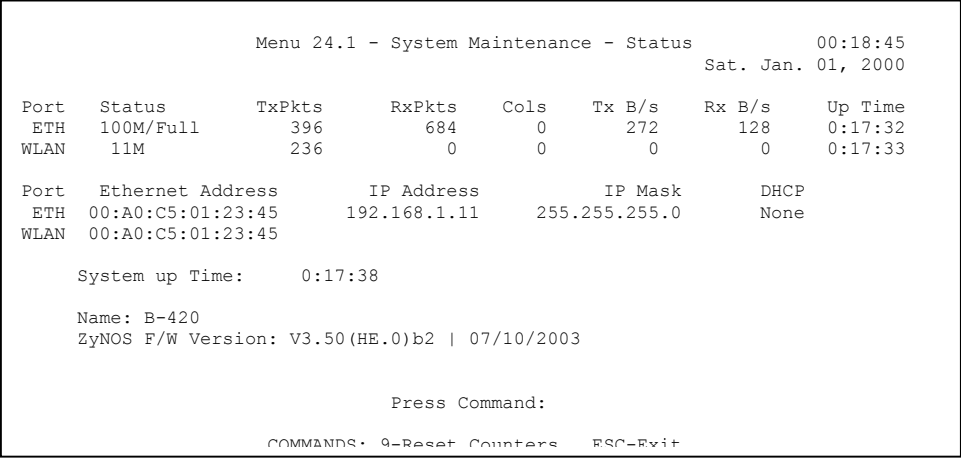 Menu 24.1 - System Maintenance - Status 00:18:45
Sat. Jan. 01, 2000
Port Status TxPkts RxPkts Cols Tx B/s Rx B/s Up Time
ETH 100M/Full 396 684 0 272 128 0:17:32
WLAN 11M 236 0 0 0 0 0:17:33
Port Ethernet Address IP Address IP Mask DHCP
ETH 00:A0:C5:01:23:45 192.168.1.11 255.255.255.0 None
WLAN 00:A0:C5:01:23:45
System up Time: 0:17:38
Name: B-420
ZyNOS F/W Version: V3.50(HE.0)b2 | 07/10/2003
Press Command:
COMMANDS: 9-Reset Counters ESC-Exit